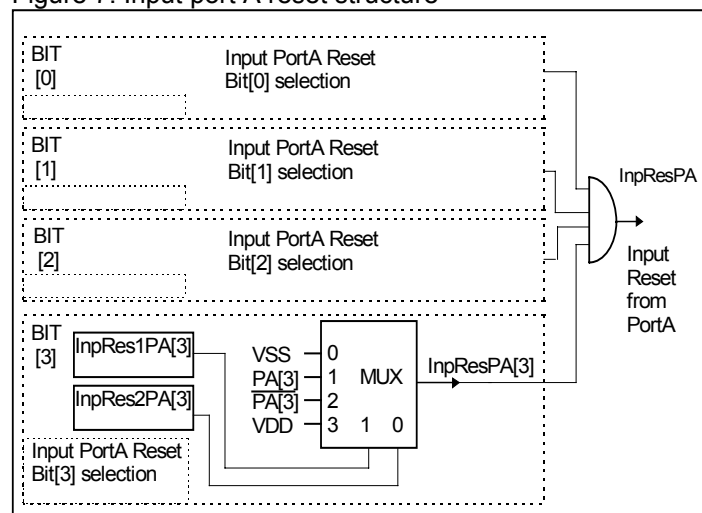 Figure 7. Input port A reset structure
BIT
[0]
Input PortA Reset
Bit[0] selection
BIT
[1]
Input PortA Reset
Bit[1] selection
InpResPA
BIT
[2]
Input PortA Reset
Bit[2] selection
Input
Reset
from
PortA
BIT
[3]
InpRes1PA[3]
InpRes2PA[3]
VSS 0
PA[3] 1 MUX
PA[3] 2
VDD 3 1 0
InpResPA[3]
Input PortA Reset
Bit[3] selection